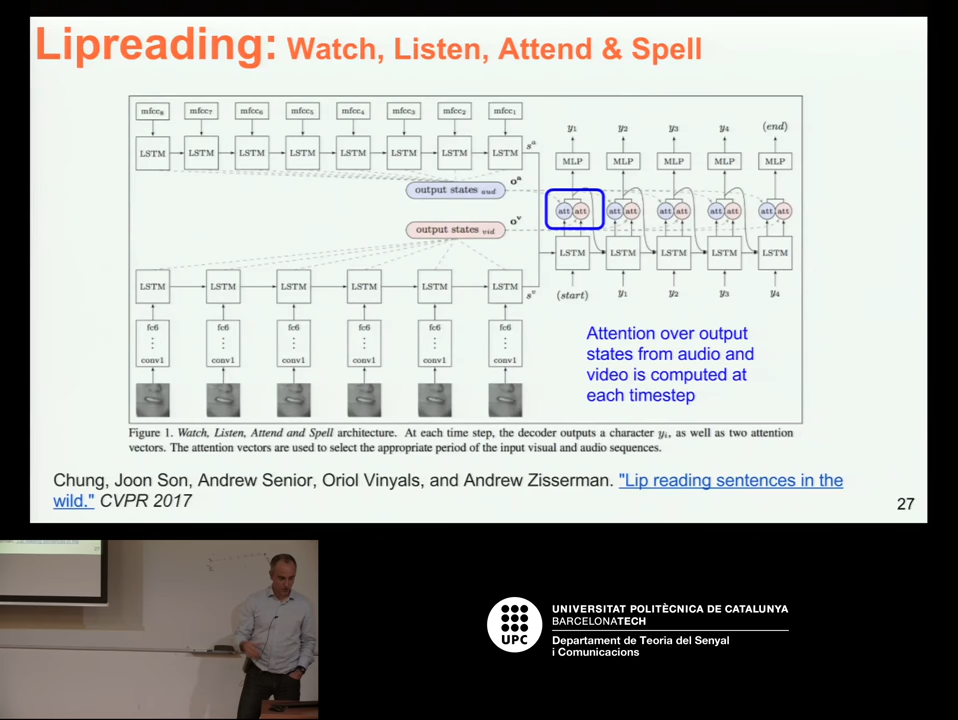 Lipreading: Watch, Listen, Attend & Spell
mfcc₈ mfcc₇ mfcc₆ mfcc₅ mfcc₄ mfcc₃ mfcc₂ mfcc₁
y₁ y₂ y₃ y₄ (end)
LSTM LSTM LSTM LSTM LSTM LSTM LSTM LSTM sᵃ
MLP MLP MLP MLP MLP
output states aud oᵃ
att att att att att att att att att att
output states vid oᵛ
LSTM LSTM LSTM LSTM LSTM
LSTM LSTM LSTM LSTM LSTM LSTM sᵛ
(start) y₁ y₂ y₃ y₄
fc6 fc6 fc6 fc6 fc6 fc6
conv1 conv1 conv1 conv1 conv1 conv1
Attention over output
states from audio and
video is computed at
each timestep
Figure 1. Watch, Listen, Attend and Spell architecture. At each time step, the decoder outputs a character yᵢ, as well as two attention
vectors. The attention vectors are used to select the appropriate period of the input visual and audio sequences.
Chung, Joon Son, Andrew Senior, Oriol Vinyals, and Andrew Zisserman. "Lip reading sentences in the
wild." CVPR 2017
27
UPC
UNIVERSITAT POLITÈCNICA DE CATALUNYA
BARCELONATECH
Departament de Teoria del Senyal
i Comunicacions